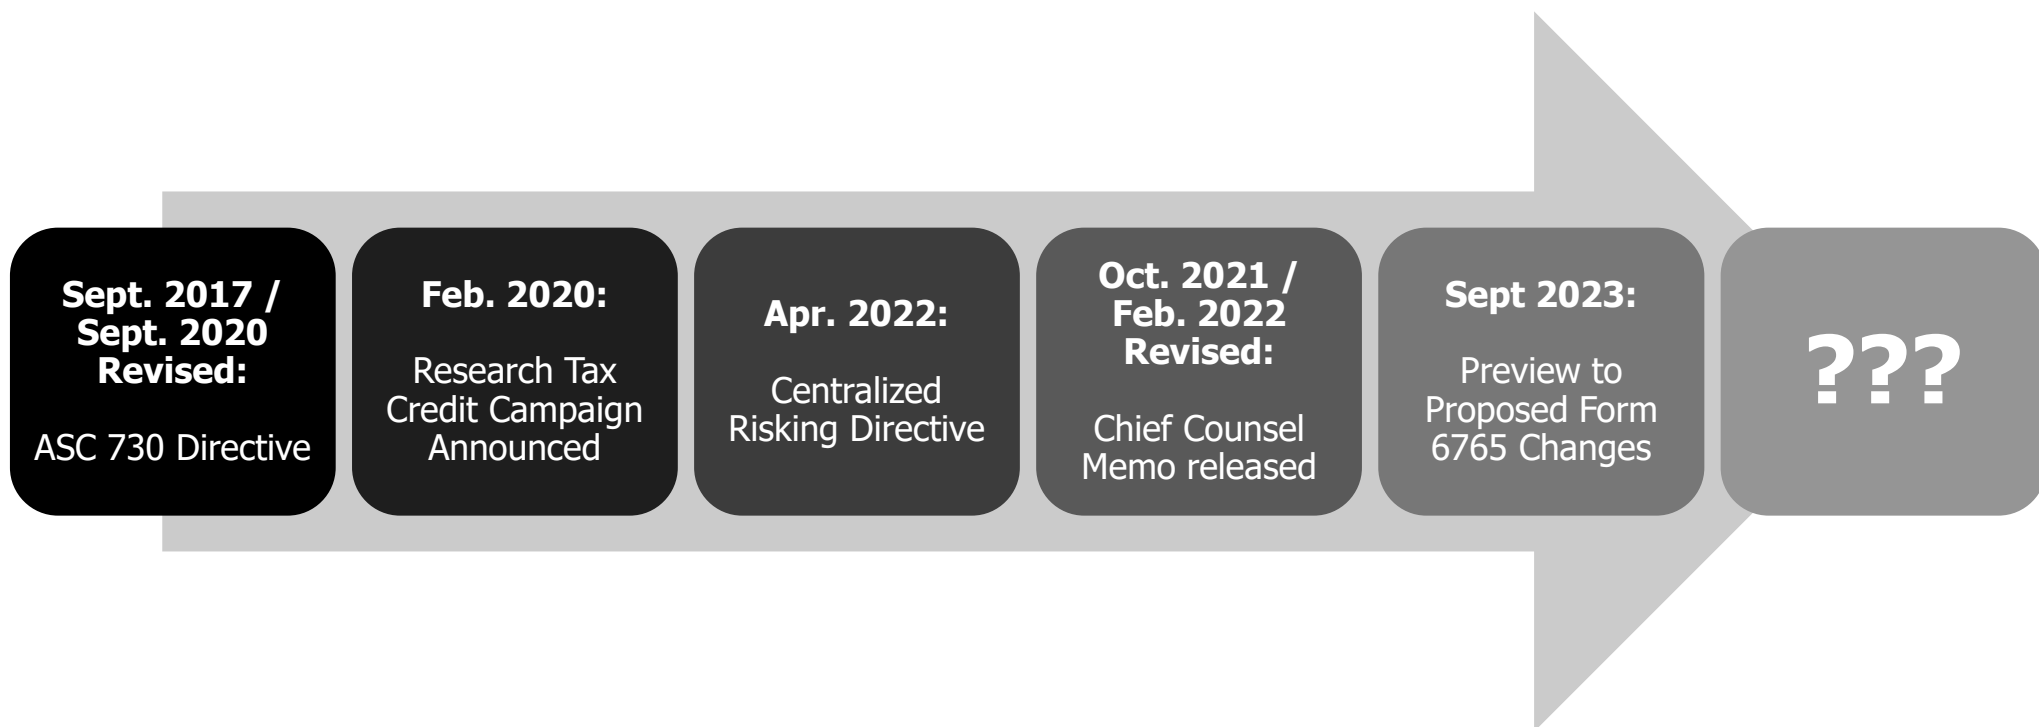 Sept. 2017 /
Sept. 2020
Revised:
ASC 730 Directive
Feb. 2020:
Research Tax
Credit Campaign
Announced
Apr. 2022:
Centralized
Risking Directive
Oct. 2021 /
Feb. 2022
Revised:
Chief Counsel
Memo released
Sept 2023:
Preview to
Proposed Form
6765 Changes
???